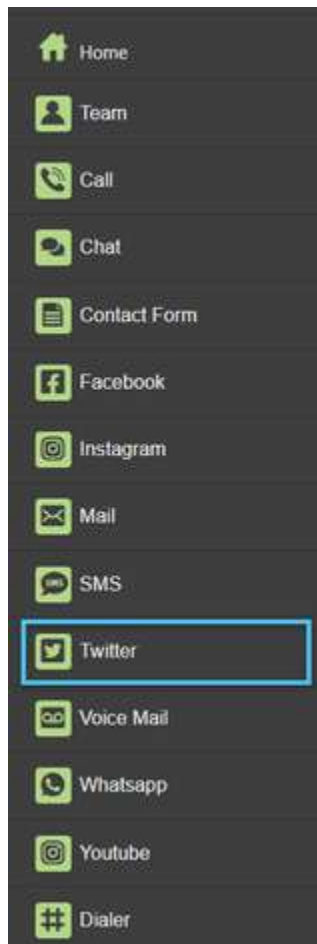 Home
Team
Call
Chat
Contact Form
Facebook
Instagram
Mail
SMS
Twitter
Voice Mail
Whatsapp
Youtube
Dialer